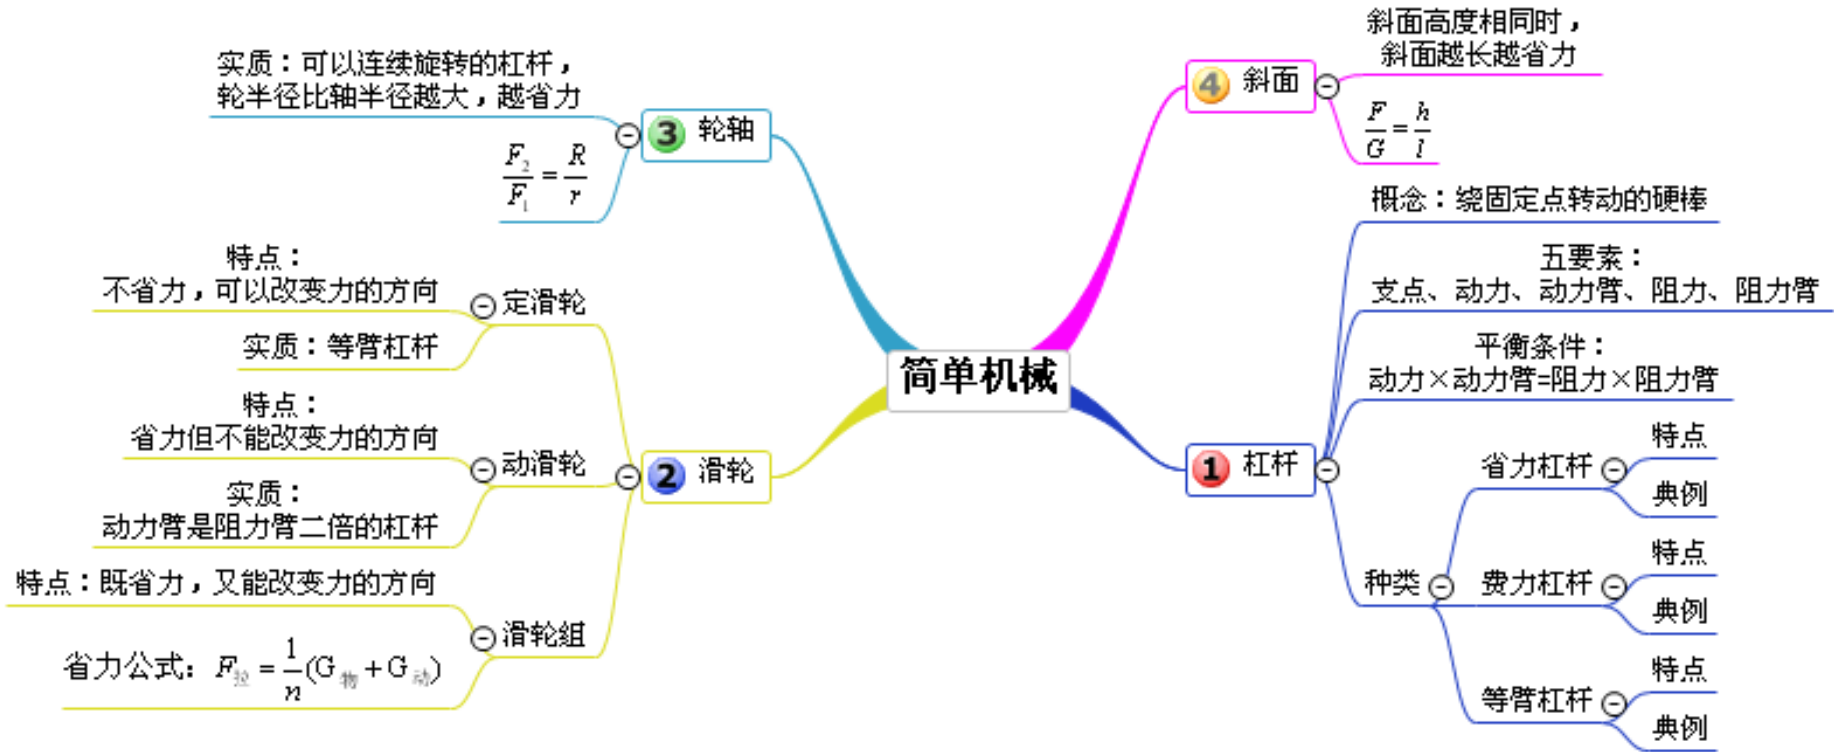 简单机械
1 杠杆
概念：绕固定点转动的硬棒
五要素：
支点、动力、动力臂、阻力、阻力臂
平衡条件：
动力×动力臂=阻力×阻力臂
种类
省力杠杆
特点
典例
费力杠杆
特点
典例
等臂杠杆
特点
典例
2 滑轮
定滑轮
特点：
不省力，可以改变力的方向
实质：等臂杠杆
动滑轮
特点：
省力但不能改变力的方向
实质：
动力臂是阻力臂二倍的杠杆
滑轮组
特点：既省力，又能改变力的方向
省力公式：F拉=1/n(G物+G动)
3 轮轴
实质：可以连续旋转的杠杆，
轮半径比轴半径越大，越省力
F₂/F₁=R/r
4 斜面
斜面高度相同时，
斜面越长越省力
F/G=h/l